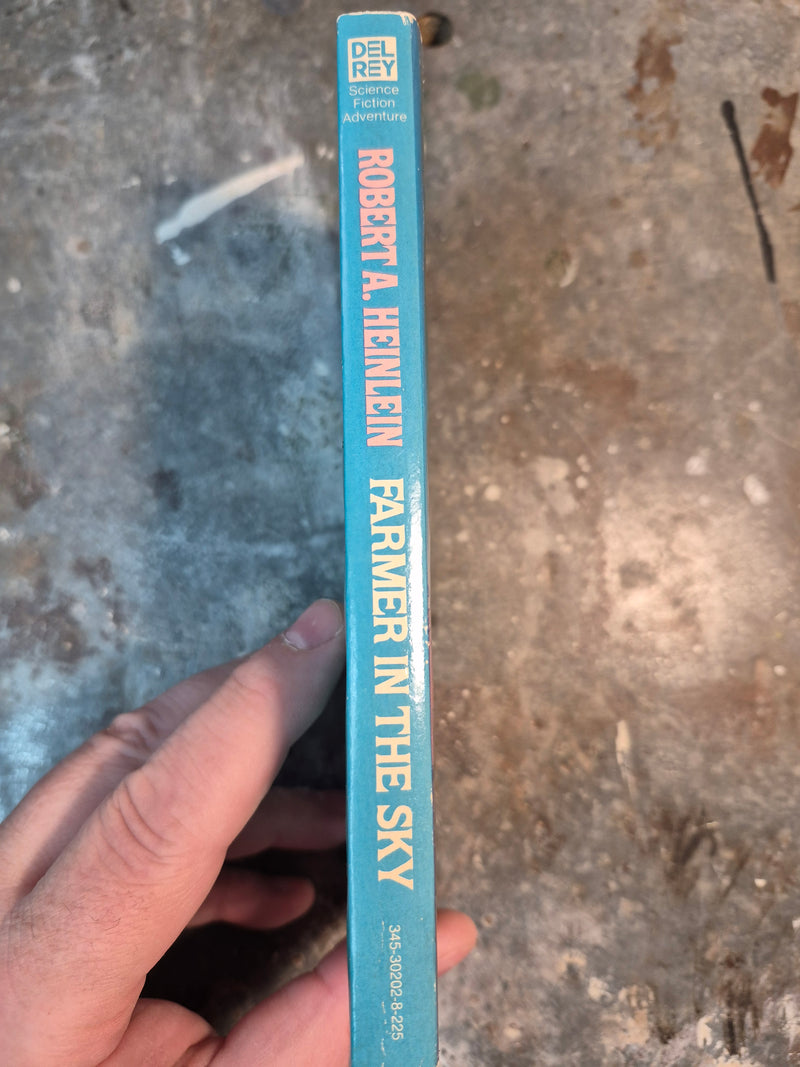 DEL
REY
Science
Fiction
Adventure
ROBERT A. HEINLEIN
FARMER IN THE SKY
345-30202-8-225